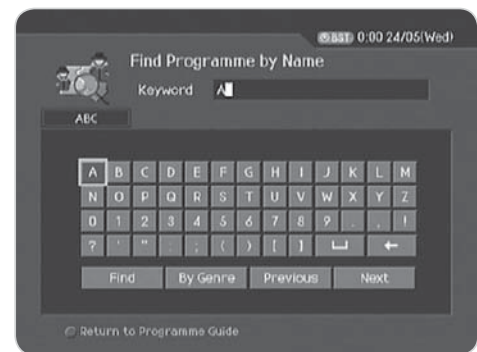 BST 0:00 24/05(Wed)
Find Programme by Name
Keyword A
ABC
A B C D E F G H I J K L M
N O P Q R S T U V W X Y Z
0 1 2 3 4 5 6 7 8 9 . , !
? ' " : ; ( ) [ ] ←
Find By Genre Previous Next
Return to Programme Guide